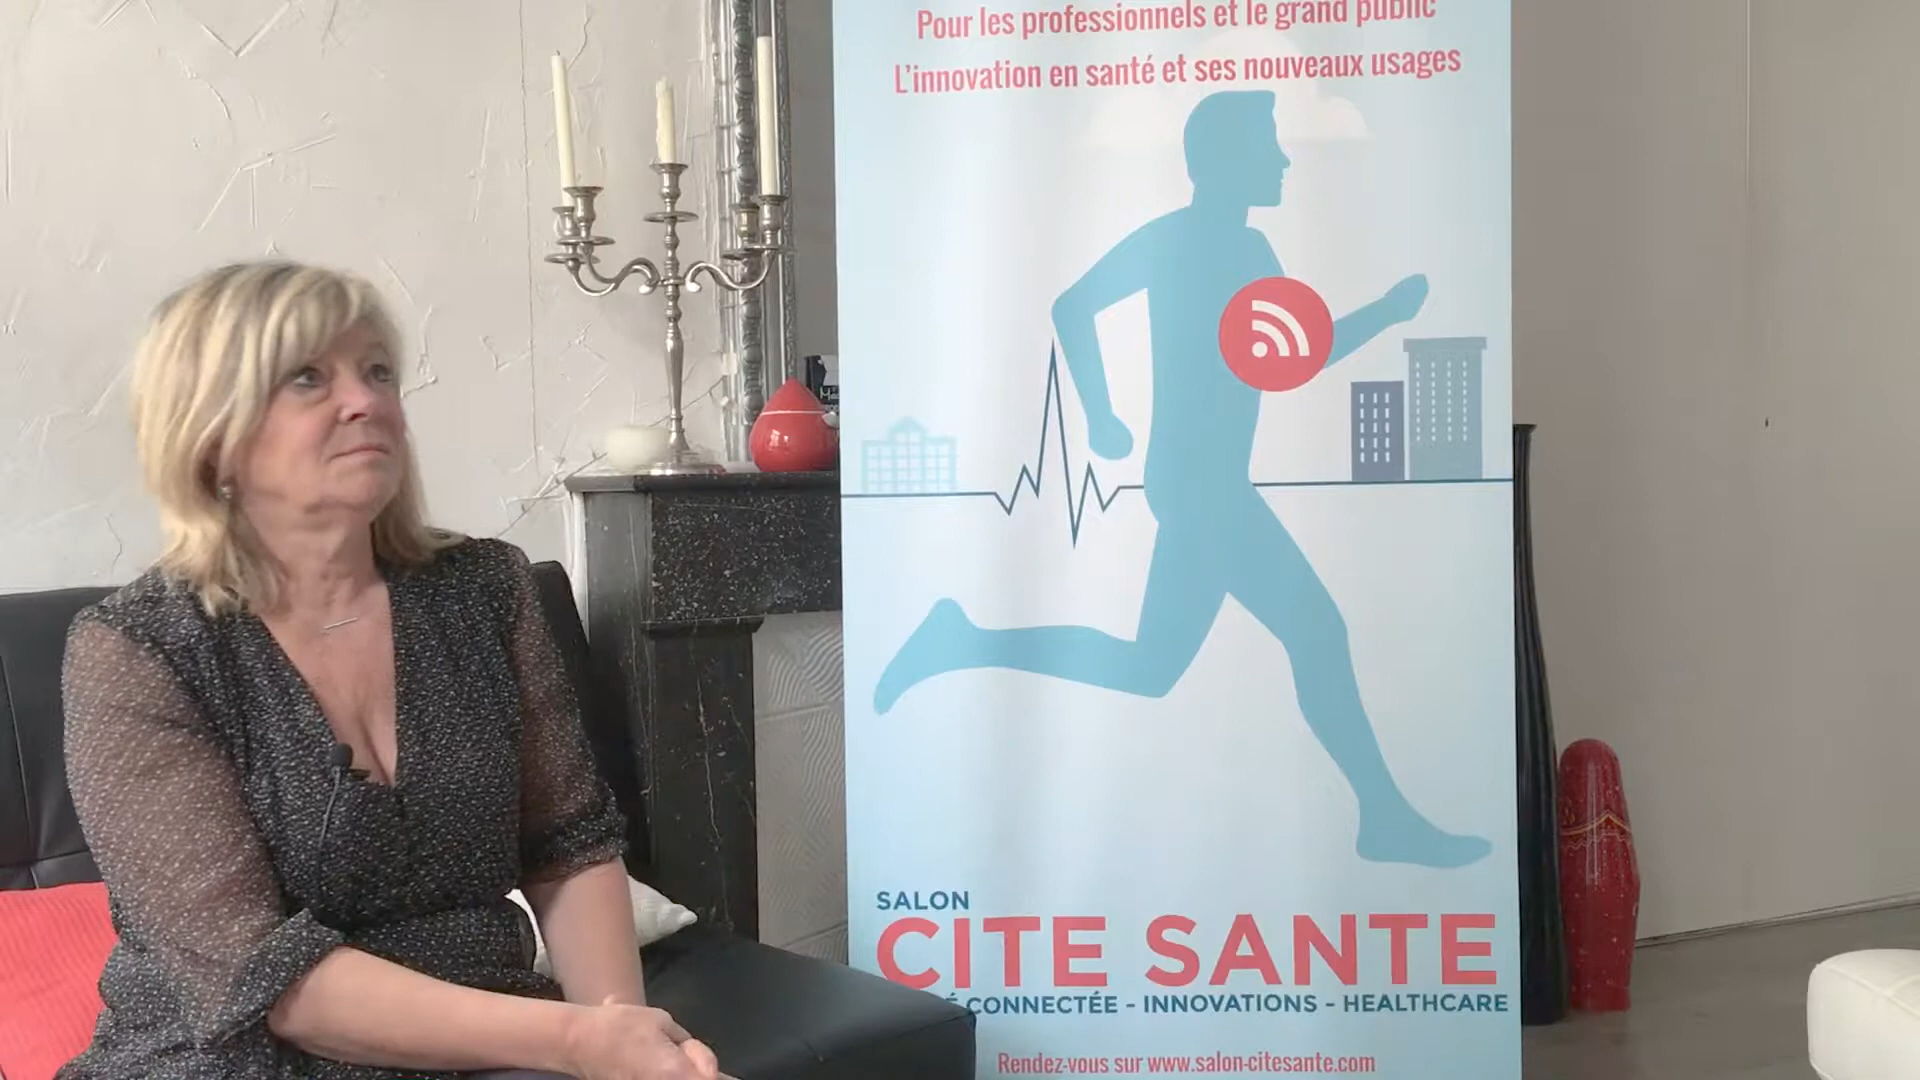 Pour les professionnels et le grand public
L'innovation en santé et ses nouveaux usages
SALON
CITE SANTE
CONNECTÉE - INNOVATIONS - HEALTHCARE
Rendez-vous sur www.salon-citesante.com